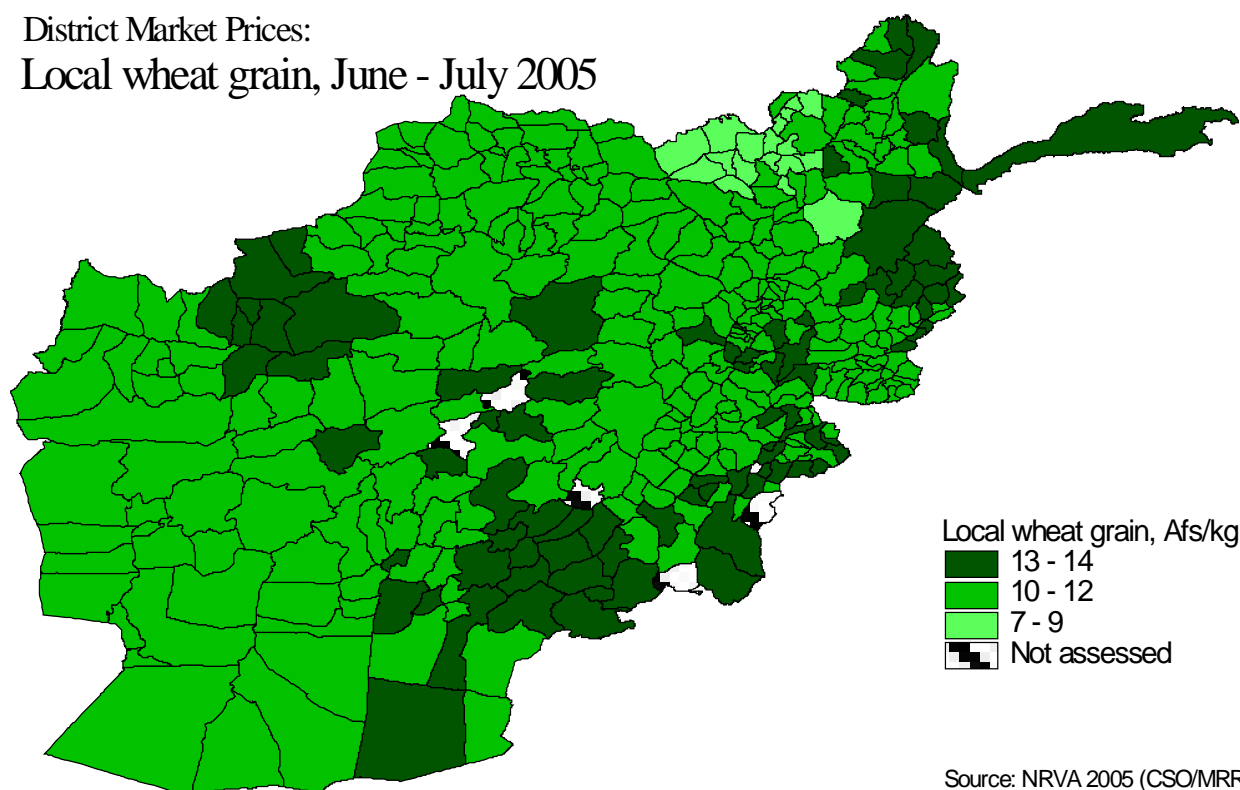 District Market Prices:
Local wheat grain, June - July 2005
Local wheat grain, Afs/kg
13 - 14
10 - 12
7 - 9
Not assessed
Source: NRVA 2005 (CSO/MRR